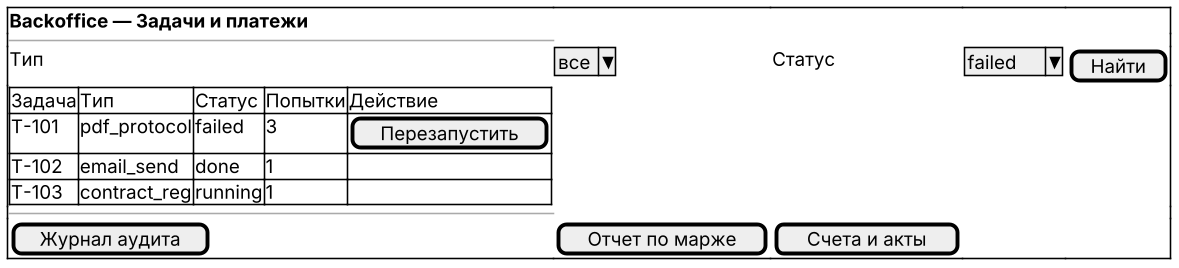 Backoffice — Задачи и платежи
Тип все ▼ Статус failed ▼ Найти
Задача Тип Статус Попытки Действие
T-101 pdf_protocol failed 3 Перезапустить
T-102 email_send done 1
T-103 contract_reg running 1
Журнал аудита Отчет по марже Счета и акты